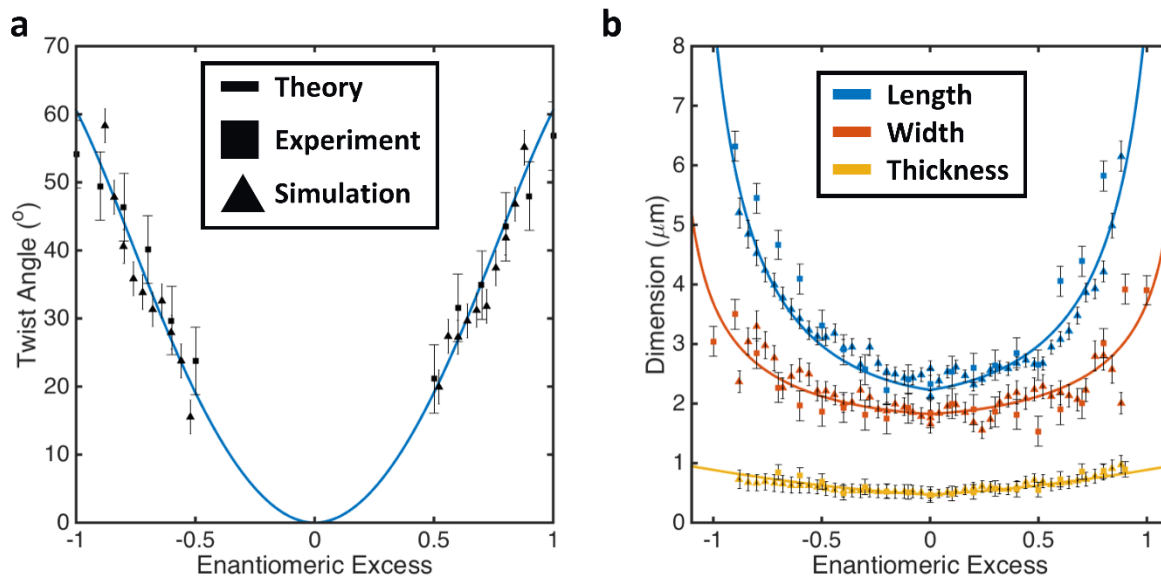 a
70
60
50
40
30
20
10
0
-1
-0.5
0
0.5
1
Twist Angle (°)
Enantiomeric Excess
Theory
Experiment
Simulation
b
8
7
6
5
4
3
2
1
0
-1
-0.5
0
0.5
1
Dimension (μm)
Enantiomeric Excess
Length
Width
Thickness